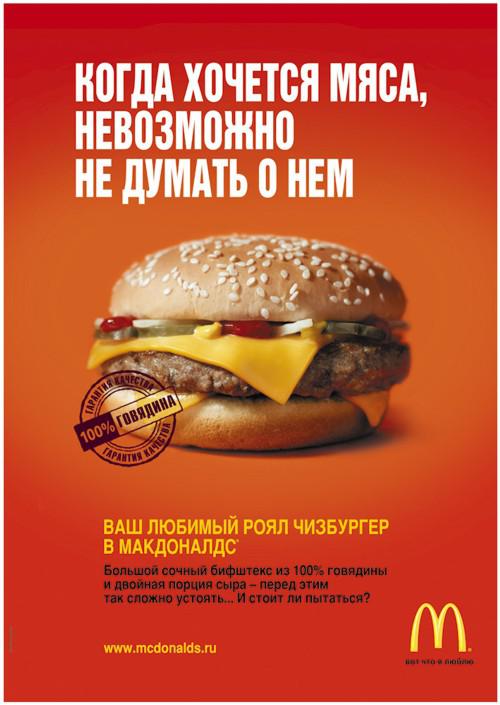 КОГДА ХОЧЕТСЯ МЯСА,
НЕВОЗМОЖНО
НЕ ДУМАТЬ О НЕМ
ГАРАНТИЯ КАЧЕСТВА
100% ГОВЯДИНА
ГАРАНТИЯ КАЧЕСТВА
ВАШ ЛЮБИМЫЙ РОЯЛ ЧИЗБУРГЕР
В МАКДОНАЛДС®
Большой сочный бифштекс из 100% говядины
и двойная порция сыра – перед этим
так сложно устоять... И стоит ли пытаться?
www.mcdonalds.ru
вот что я люблю